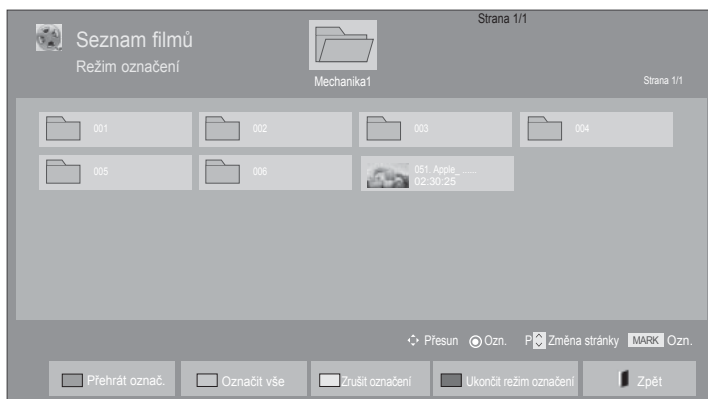 Strana 1/1
Seznam filmů
Režim označení
Mechanika1
Strana 1/1
001
002
003
004
005
006
051. Apple_ ......
02:30:25
Přesun
Ozn.
P Změna stránky
MARK Ozn.
Přehrát označ.
Označit vše
Zrušit označení
Ukončit režim označení
Zpět